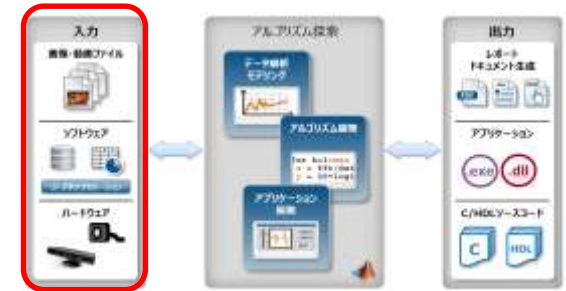 入力
画像・動画ファイル
ソフトウェア
ハードウェア
アルゴリズム探索
データ解析
モデリング
アルゴリズム開発
アプリケーション
開発
出力
レポート
ドキュメント生成
アプリケーション
.exe
.dll
C/HDLソースコード
C
HDL